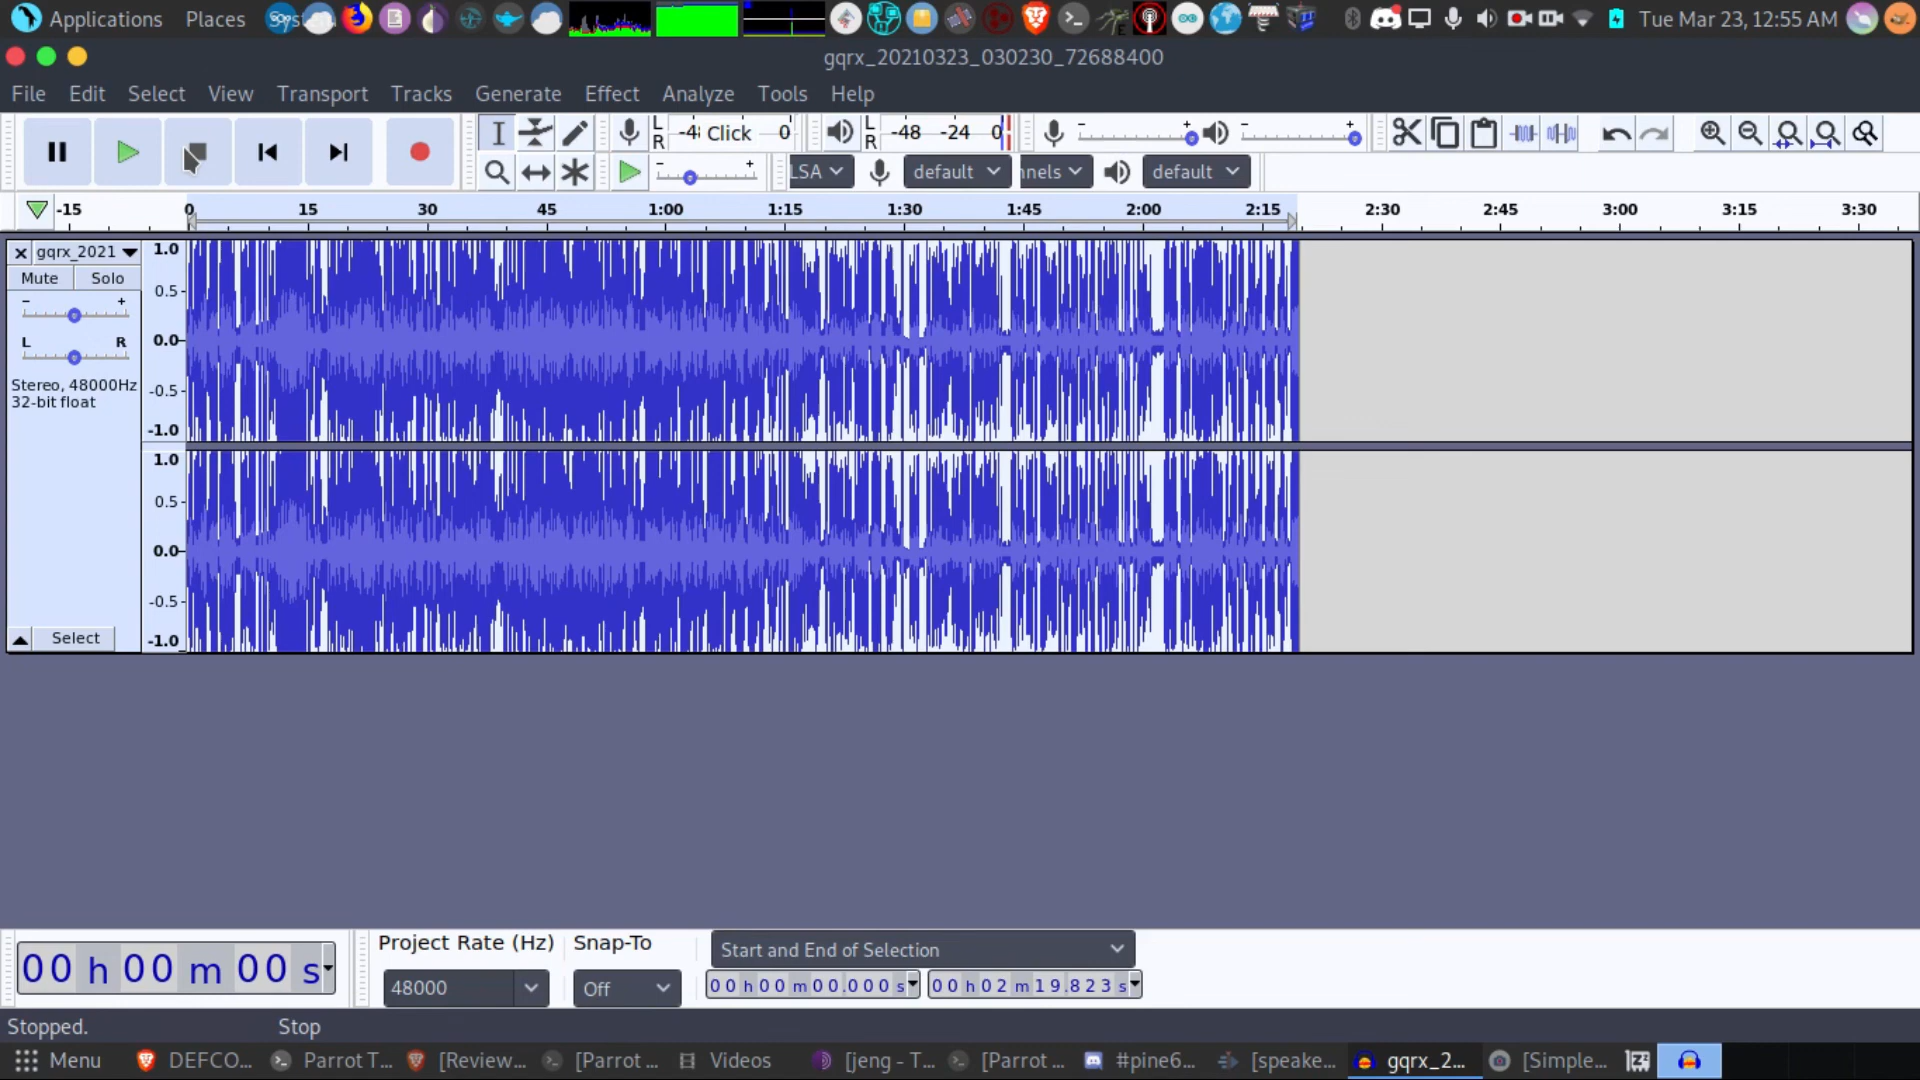 Applications Places Tue Mar 23, 12:55 AM
gqrx_20210323_030230_72688400
File Edit Select View Transport Tracks Generate Effect Analyze Tools Help
L R Click 0 L R -48 -24 0 - + - +
- + LSA default nnels default
-15 0 15 30 45 1:00 1:15 1:30 1:45 2:00 2:15 2:30 2:45 3:00 3:15 3:30
gqrx_2021
Mute Solo
- +
L R
Stereo, 48000Hz
32-bit float
Select
1.0
0.5
0.0
-0.5
-1.0
1.0
0.5
0.0
-0.5
-1.0
Project Rate (Hz) Snap-To Start and End of Selection
00 h 00 m 00 s 48000 Off 00 h 00 m 00.000 s 00 h 02 m 19.823 s
Stopped. Stop
Menu DEFCO... Parrot T... [Review... [Parrot ... Videos [jeng - T... [Parrot ... #pine6... [speake... gqrx_2... [Simple...